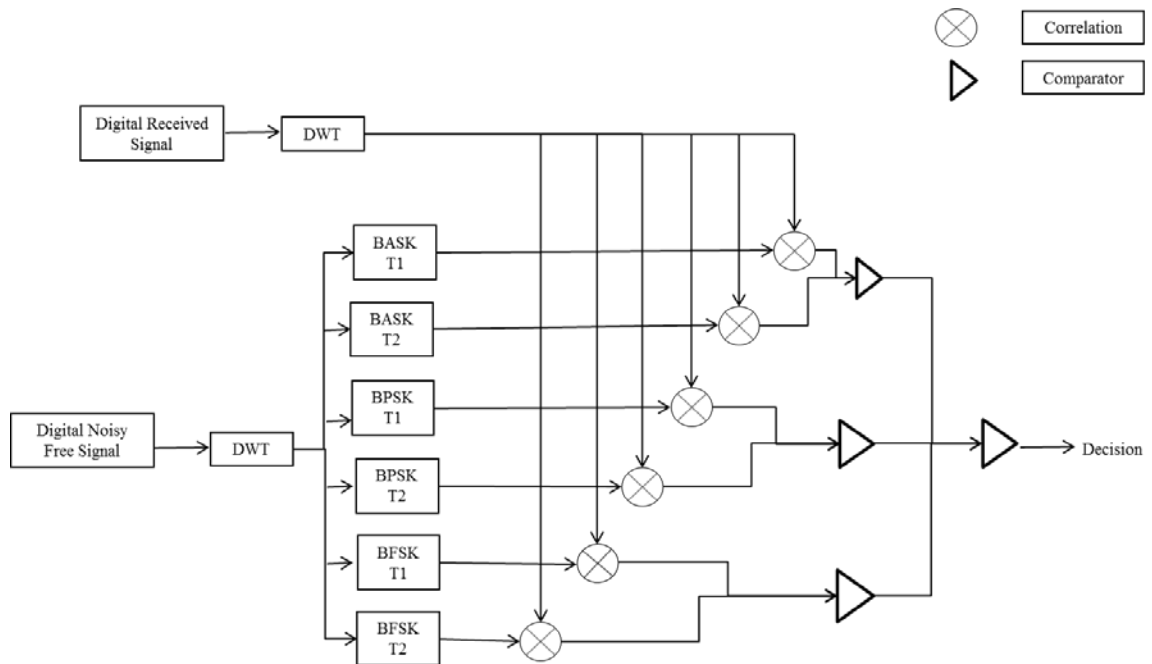 Correlation
Comparator
Digital Received
Signal
DWT
BASK
T1
BASK
T2
BPSK
T1
Digital Noisy
Free Signal
DWT
Decision
BPSK
T2
BFSK
T1
BFSK
T2